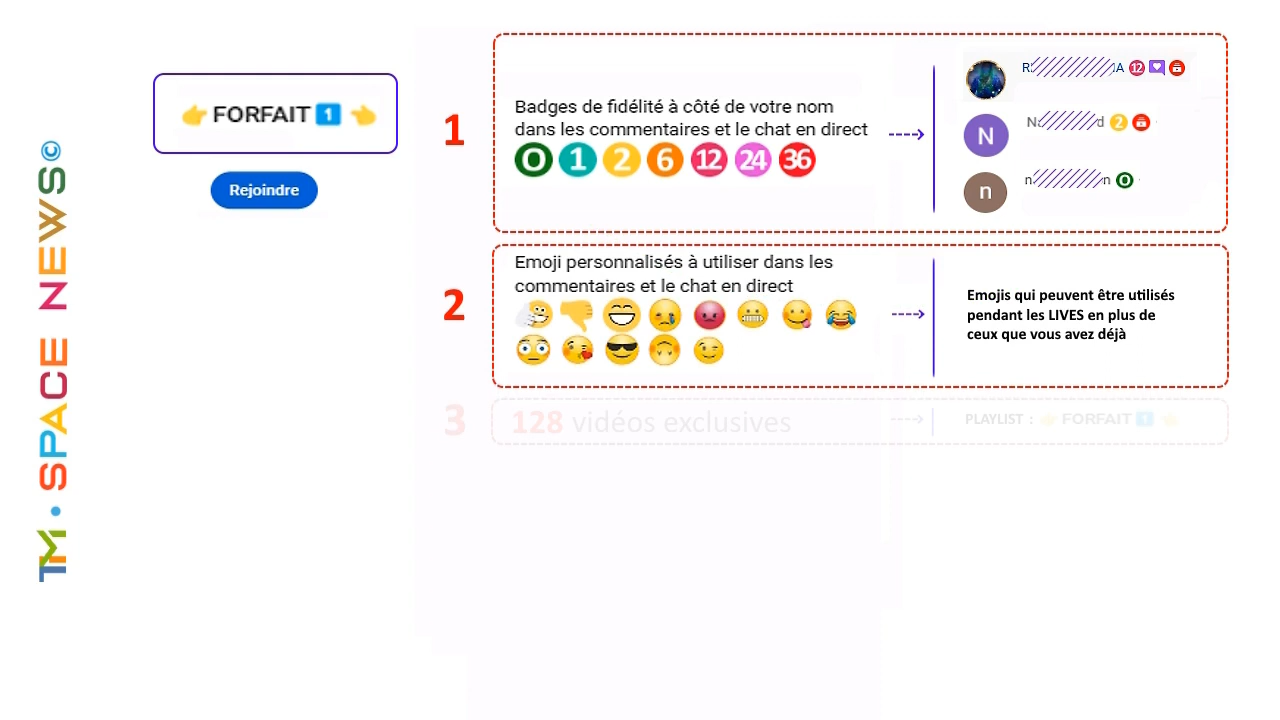 TM • SPACE NEWS©
👉 FORFAIT 1 👈
Rejoindre
1
Badges de fidélité à côté de votre nom
dans les commentaires et le chat en direct
0 1 2 6 12 24 36
12
N
2
n
0
2
Emoji personnalisés à utiliser dans les
commentaires et le chat en direct
Emojis qui peuvent être utilisés
pendant les LIVES en plus de
ceux que vous avez déjà
3
128 vidéos exclusives
PLAYLIST : 👉 FORFAIT 1 👈